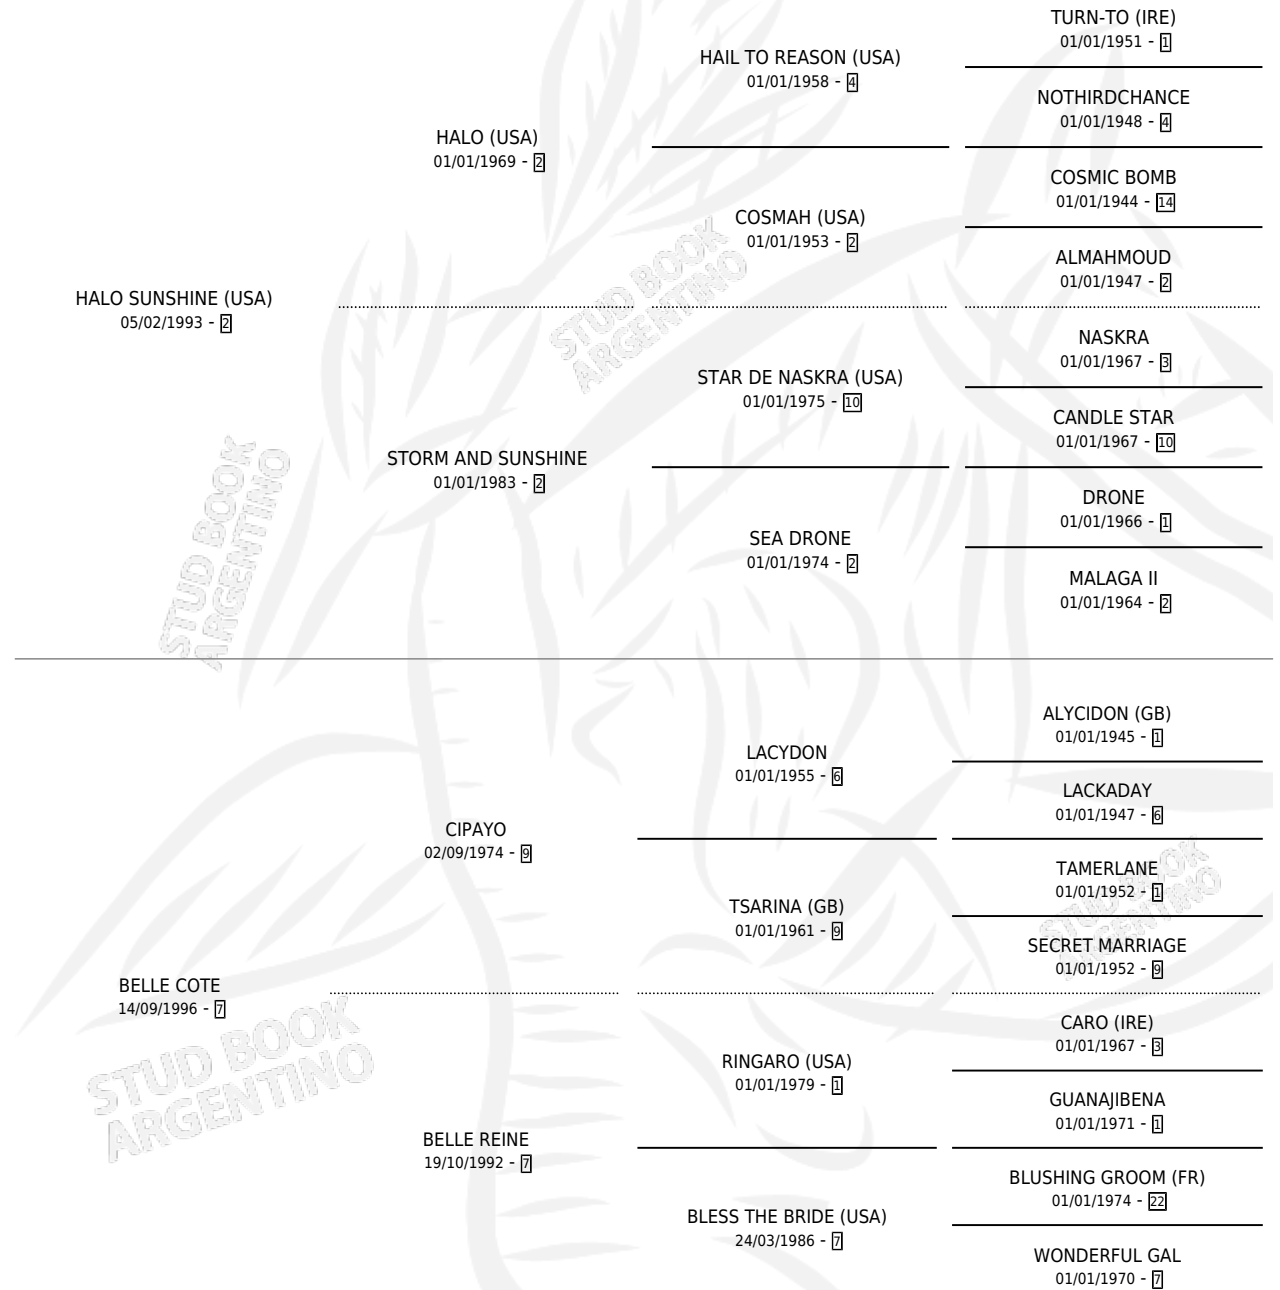 TURN-TO (IRE)
01/01/1951 - 1
HAIL TO REASON (USA)
01/01/1958 - 4
NOTHIRDCHANCE
01/01/1948 - 4
HALO (USA)
01/01/1969 - 2
COSMIC BOMB
01/01/1944 - 14
COSMAH (USA)
01/01/1953 - 2
ALMAHMOUD
01/01/1947 - 2
HALO SUNSHINE (USA)
05/02/1993 - 2
STUD BOOK
ARGENTINO
NASKRA
01/01/1967 - 3
STAR DE NASKRA (USA)
01/01/1975 - 10
CANDLE STAR
01/01/1967 - 10
STORM AND SUNSHINE
01/01/1983 - 2
DRONE
01/01/1966 - 1
SEA DRONE
01/01/1974 - 2
MALAGA II
01/01/1964 - 2
STUD BOOK
ARGENTINO
ALYCIDON (GB)
01/01/1945 - 1
LACYDON
01/01/1955 - 6
LACKADAY
01/01/1947 - 6
CIPAYO
02/09/1974 - 9
TAMERLANE
01/01/1952 - 1
TSARINA (GB)
01/01/1961 - 9
SECRET MARRIAGE
01/01/1952 - 9
STUD BOOK
ARGENTINO
BELLE COTE
14/09/1996 - 7
CARO (IRE)
01/01/1967 - 3
RINGARO (USA)
01/01/1979 - 1
GUANAJIBENA
01/01/1971 - 1
STUD BOOK
ARGENTINO
BELLE REINE
19/10/1992 - 7
BLUSHING GROOM (FR)
01/01/1974 - 22
BLESS THE BRIDE (USA)
24/03/1986 - 7
WONDERFUL GAL
01/01/1970 - 7